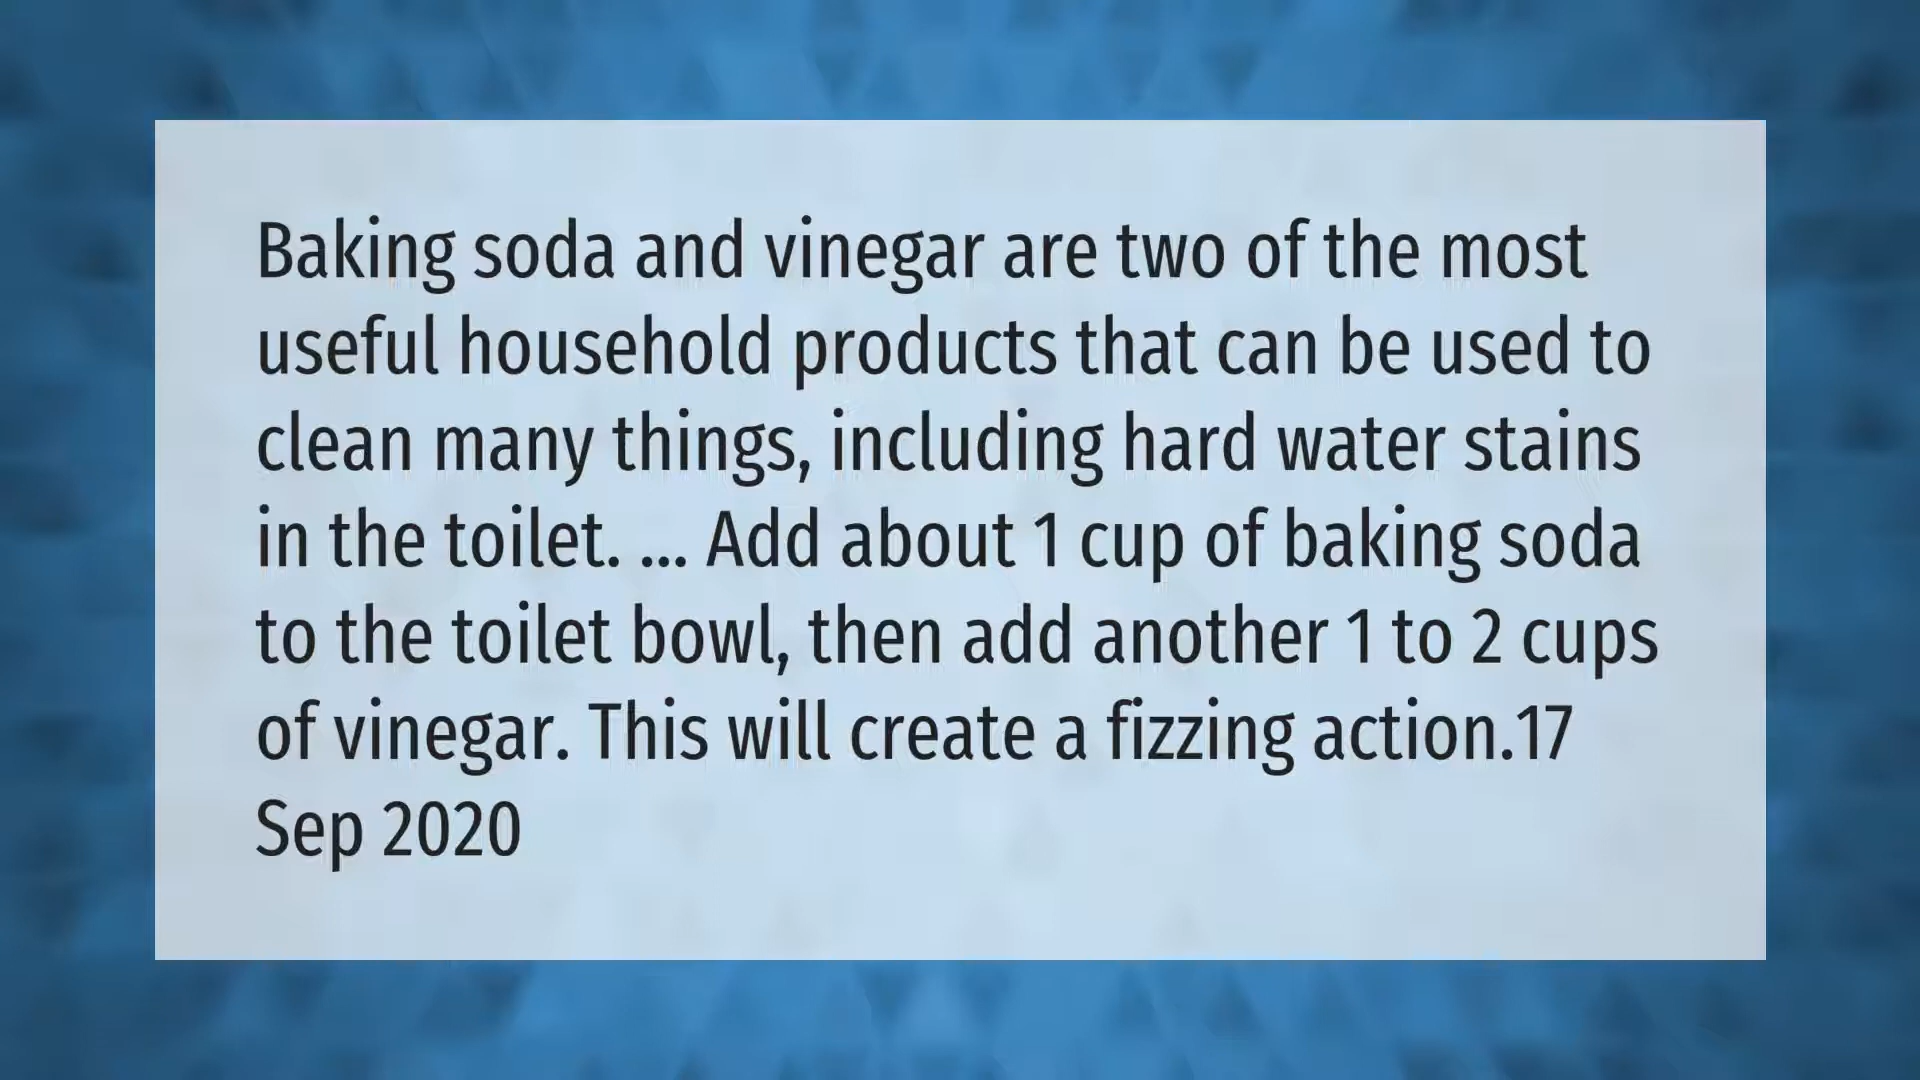 Baking soda and vinegar are two of the most
useful household products that can be used to
clean many things, including hard water stains
in the toilet. ... Add about 1 cup of baking soda
to the toilet bowl, then add another 1 to 2 cups
of vinegar. This will create a fizzing action.17
Sep 2020